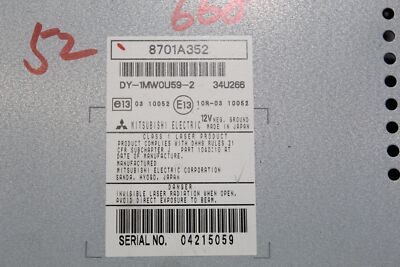 660
52
8701A352
DY-1MW0U59-2 34U266
e13 03 10052 E13 10R-03 10052
MITSUBISHI ELECTRIC 12V NEG. GROUND MADE IN JAPAN
CLASS 1 LASER PRODUCT
PRODUCT COMPLIES WITH DHHS RULES 21
CFR SUBCHAPTER J PART 1040.10 AT
DATE OF MANUFACTURE.
MANUFACTURED
MITSUBISHI ELECTRIC CORPORATION
SANDA, HYOGO, JAPAN
DANGER
INVISIBLE LASER RADIATION WHEN OPEN.
AVOID DIRECT EXPOSURE TO BEAM.
SERIAL NO. 04215059